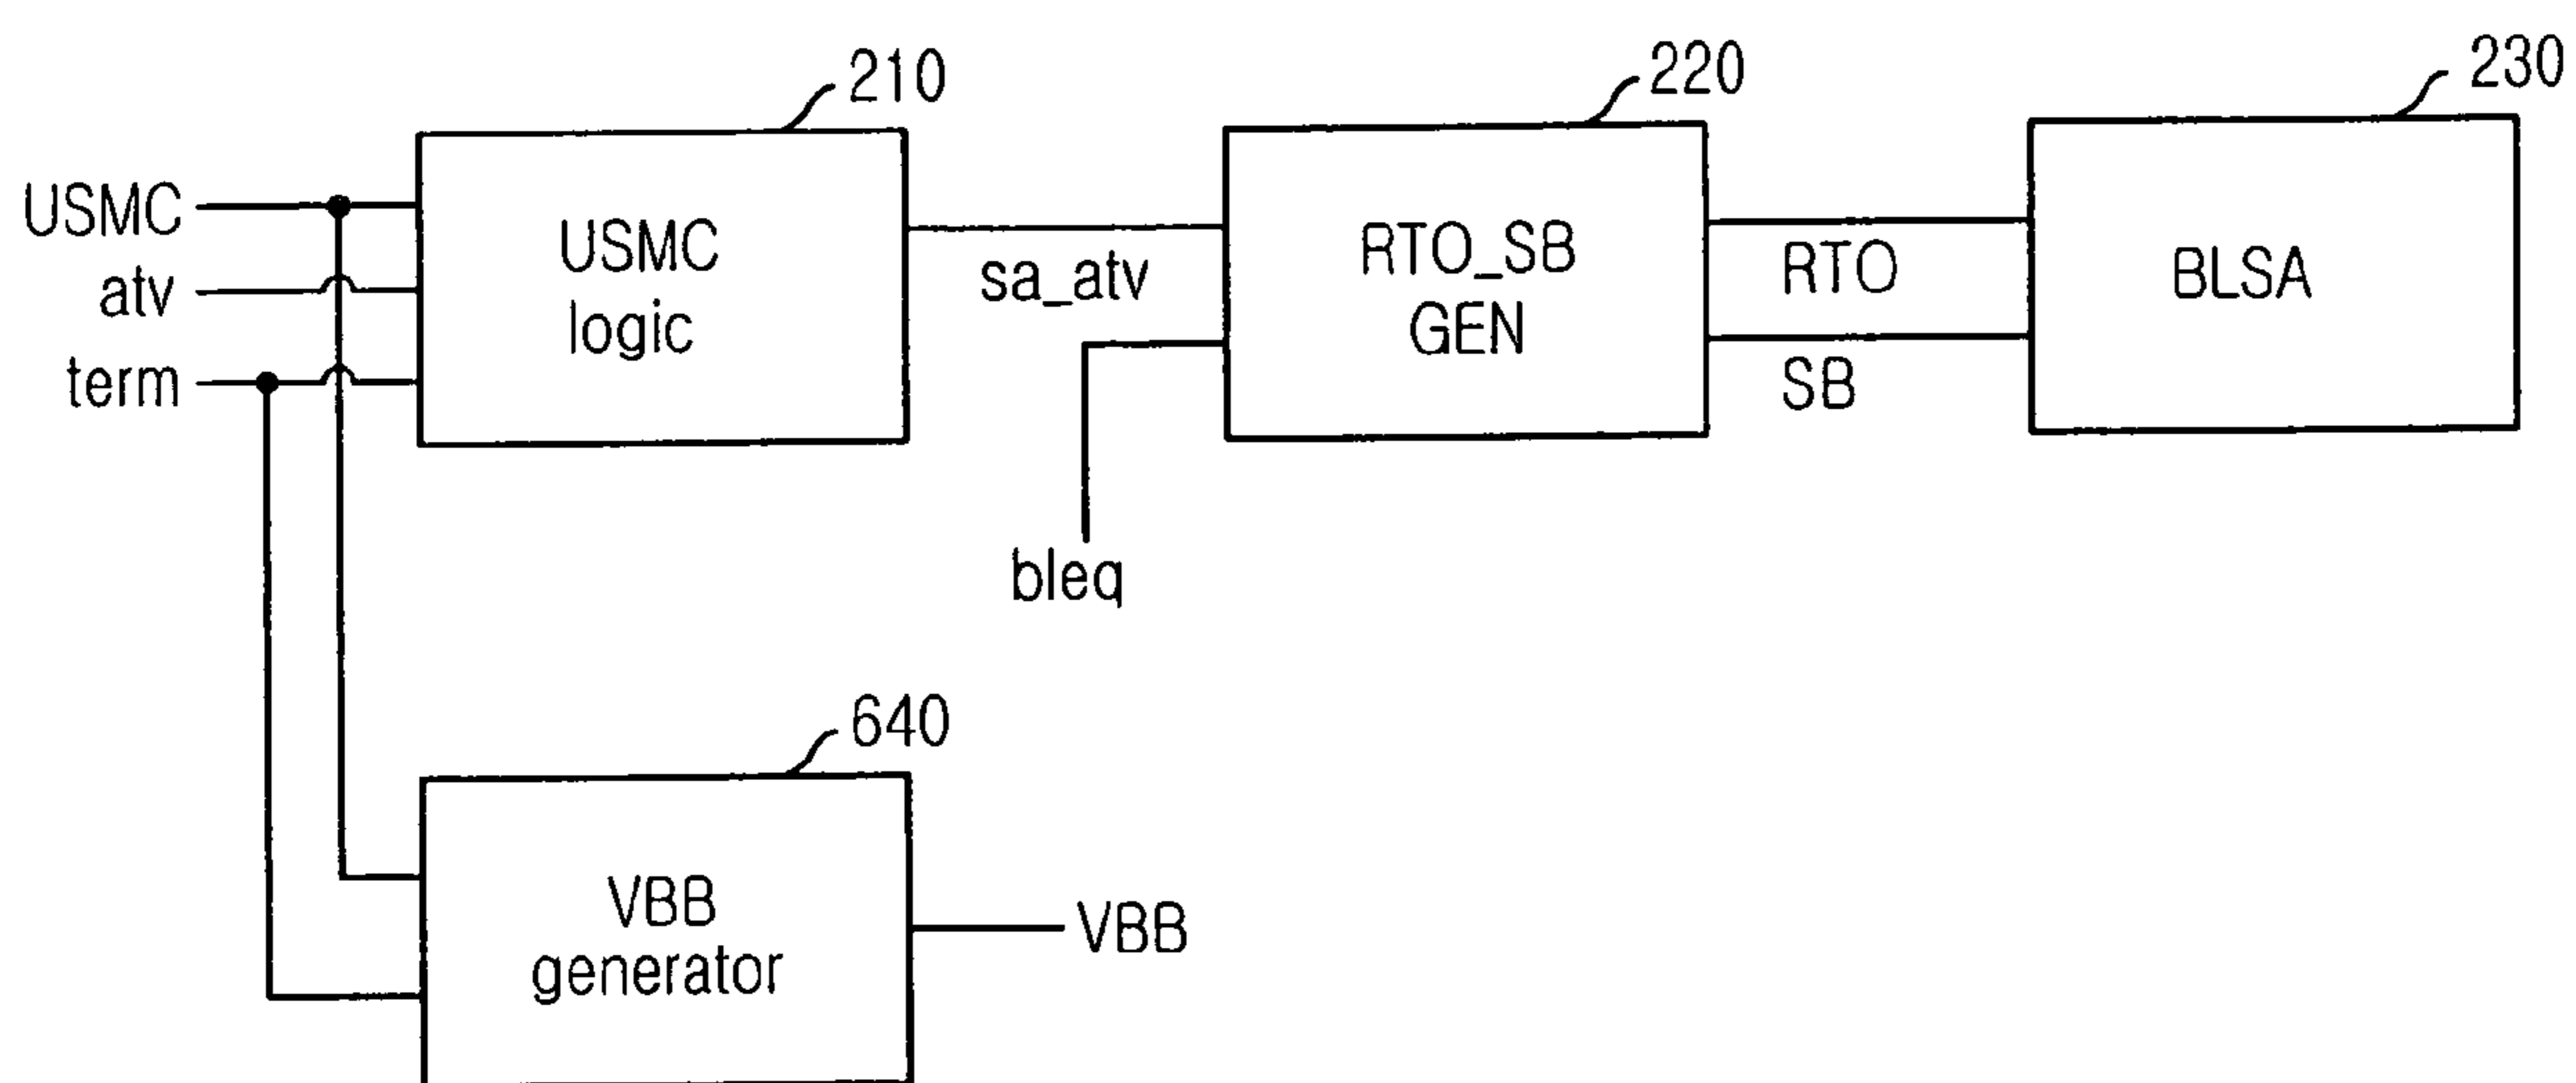 210
220
230
USMC
atv
term
USMC
logic
sa_atv
bleq
RTO_SB
GEN
RTO
SB
BLSA
640
VBB
generator
VBB